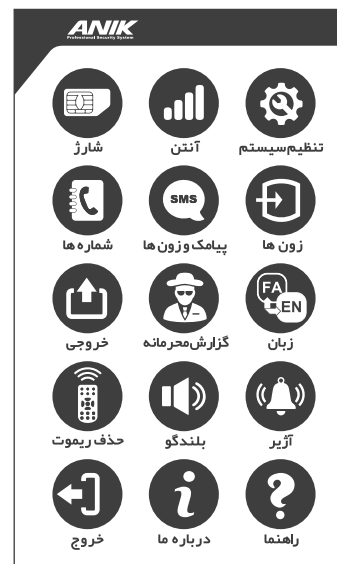 ANIK
Professional Security System
تنظیم سیستم
آنتن
شارژ
SMS
زون ها
پیامک و زون ها
شماره ها
FA
EN
زبان
گزارش محرمانه
خروجی
آژیر
بلندگو
حذف ریموت
راهنما
درباره ما
خروج